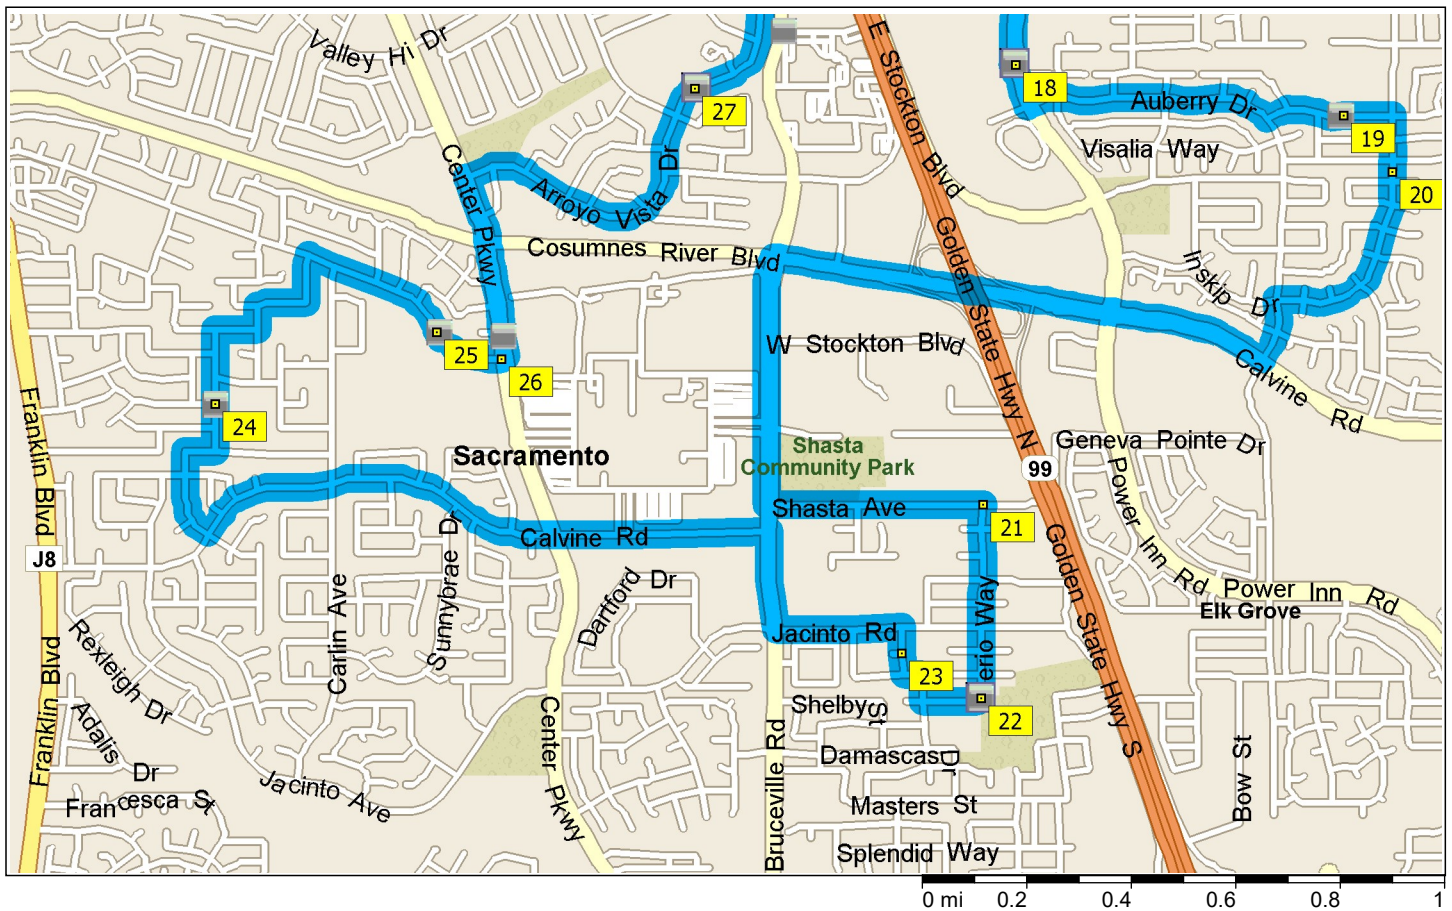 Valley Hi Dr
E Stockton Blvd
18
Auberry Dr
27
19
Visalia Way
Center Pkwy
Arroyo Vista Dr
20
Cosumnes River Blvd
Golden State Hwy N
Inskip Dr
W Stockton Blvd
25
26
Calvine Rd
Franklin Blvd
24
Sacramento
Shasta
Community Park
Geneva Pointe Dr
99
Power Inn Rd
Shasta Ave
21
Sunnybrae Dr
Calvine Rd
J8
Golden State Hwy S
Dartford Dr
Carlin Ave
erio Way
Power Inn Rd
Elk Grove
Jacinto Rd
Rexleigh Dr
Franklin Blvd
23
22
Shelby St
Center Pkwy
Bruceville Rd
Adalis
Dr
Damascas Dr
Bow St
Jacinto Ave
Francesca St
Masters St
Splendid Way
0 mi 0.2 0.4 0.6 0.8 1